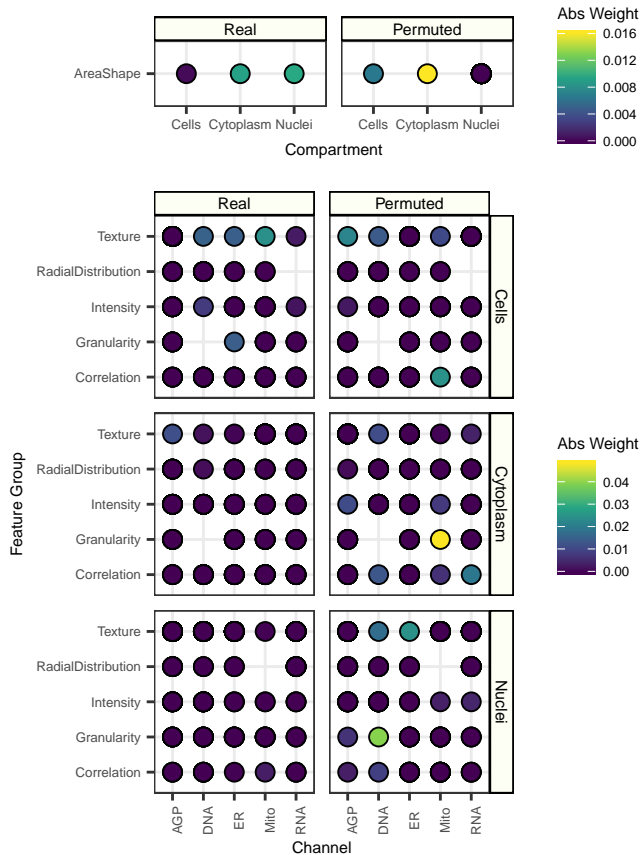 Abs Weight
Real Permuted
0.016
0.012
AreaShape
0.008
0.004
0.000
Cells Cytoplasm Nuclei Cells Cytoplasm Nuclei
Compartment
Real Permuted
Texture
RadialDistribution
Intensity
Granularity
Correlation
Cells
Texture
RadialDistribution
Intensity
Granularity
Correlation
Cytoplasm
Abs Weight
0.04
0.03
0.02
0.01
0.00
Feature Group
Texture
RadialDistribution
Intensity
Granularity
Correlation
Nuclei
AGP DNA ER Mito RNA AGP DNA ER Mito RNA
Channel